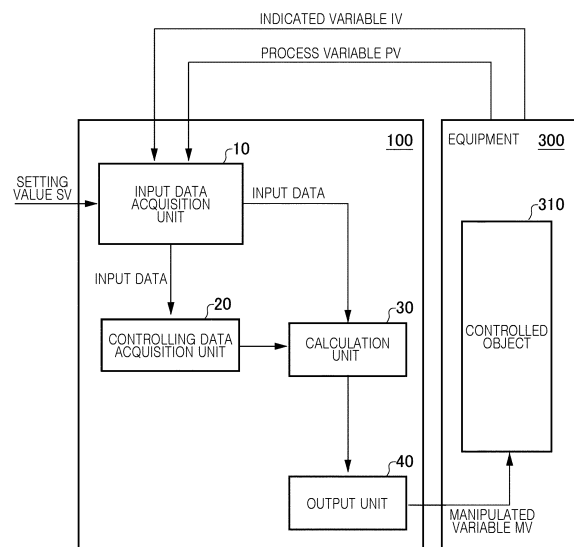 INDICATED VARIABLE IV
PROCESS VARIABLE PV
100
EQUIPMENT 300
10
SETTING
VALUE SV
INPUT DATA
ACQUISITION
UNIT
INPUT DATA
310
INPUT DATA
20
30
CONTROLLING DATA
ACQUISITION UNIT
CALCULATION
UNIT
CONTROLLED
OBJECT
40
OUTPUT UNIT
MANIPULATED
VARIABLE MV